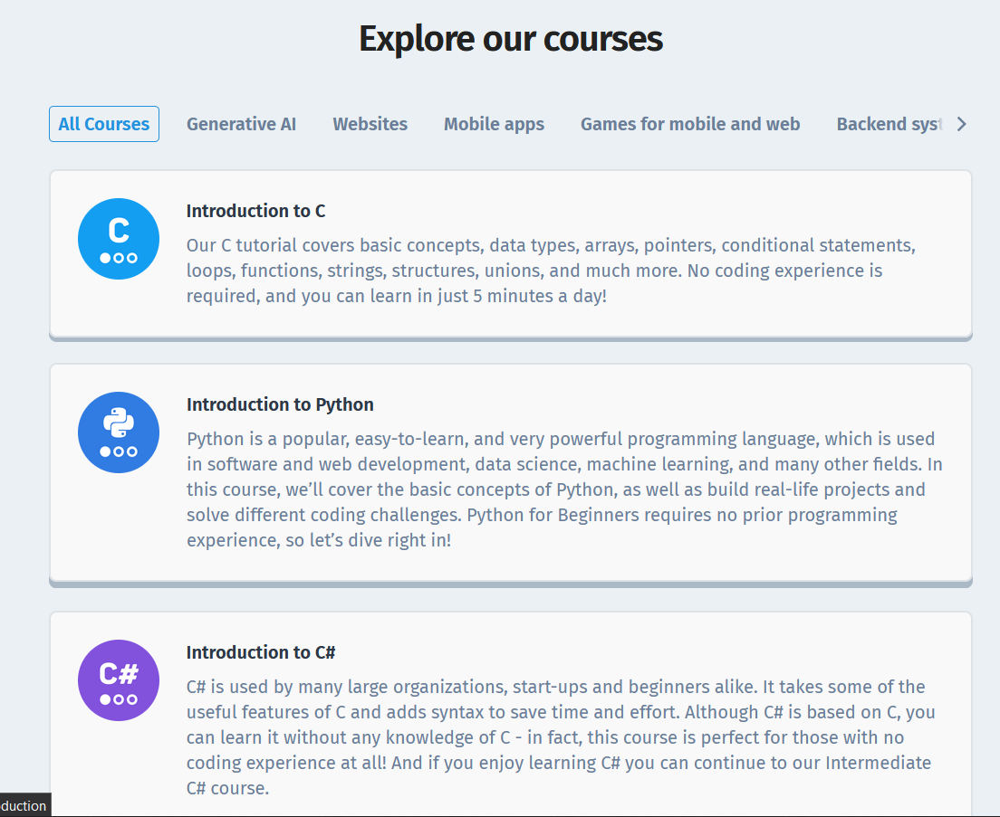 Explore our courses
All Courses Generative AI Websites Mobile apps Games for mobile and web Backend syst
C
Introduction to C
Our C tutorial covers basic concepts, data types, arrays, pointers, conditional statements,
loops, functions, strings, structures, unions, and much more. No coding experience is
required, and you can learn in just 5 minutes a day!
Introduction to Python
Python is a popular, easy-to-learn, and very powerful programming language, which is used
in software and web development, data science, machine learning, and many other fields. In
this course, we’ll cover the basic concepts of Python, as well as build real-life projects and
solve different coding challenges. Python for Beginners requires no prior programming
experience, so let’s dive right in!
C#
Introduction to C#
C# is used by many large organizations, start-ups and beginners alike. It takes some of the
useful features of C and adds syntax to save time and effort. Although C# is based on C, you
can learn it without any knowledge of C - in fact, this course is perfect for those with no
coding experience at all! And if you enjoy learning C# you can continue to our Intermediate
C# course.
duction